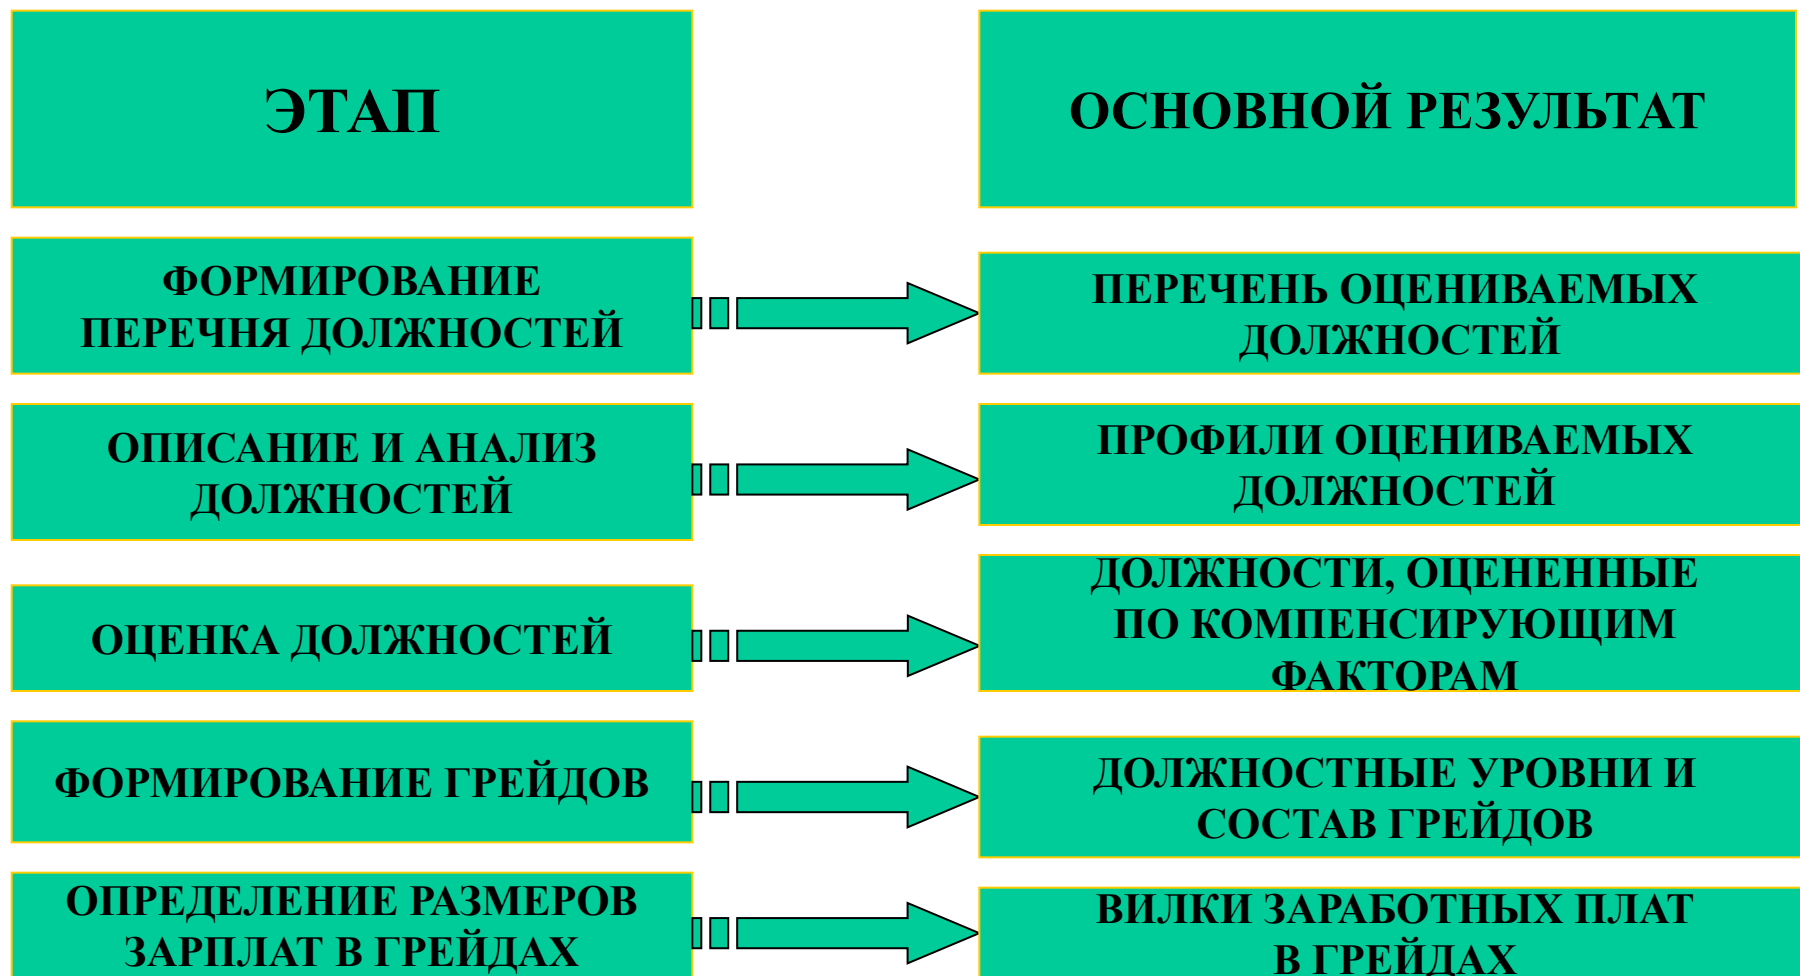 ЭТАП
ОСНОВНОЙ РЕЗУЛЬТАТ
ФОРМИРОВАНИЕ
ПЕРЕЧНЯ ДОЛЖНОСТЕЙ
ПЕРЕЧЕНЬ ОЦЕНИВАЕМЫХ
ДОЛЖНОСТЕЙ
ОПИСАНИЕ И АНАЛИЗ
ДОЛЖНОСТЕЙ
ПРОФИЛИ ОЦЕНИВАЕМЫХ
ДОЛЖНОСТЕЙ
ОЦЕНКА ДОЛЖНОСТЕЙ
ДОЛЖНОСТИ, ОЦЕНЕННЫЕ
ПО КОМПЕНСИРУЮЩИМ
ФАКТОРАМ
ФОРМИРОВАНИЕ ГРЕЙДОВ
ДОЛЖНОСТНЫЕ УРОВНИ И
СОСТАВ ГРЕЙДОВ
ОПРЕДЕЛЕНИЕ РАЗМЕРОВ
ЗАРПЛАТ В ГРЕЙДАХ
ВИЛКИ ЗАРАБОТНЫХ ПЛАТ
В ГРЕЙДАХ